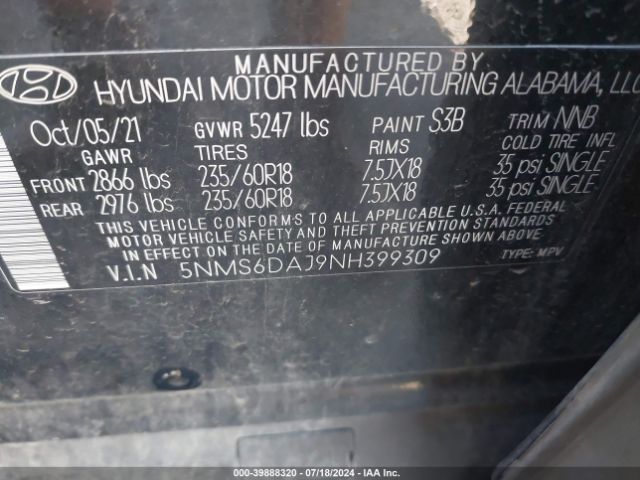 MANUFACTURED BY
HYUNDAI MOTOR MANUFACTURING ALABAMA, LLC
Oct/05/21 GVWR 5247 lbs PAINT S3B TRIM NNB
GAWR TIRES RIMS COLD TIRE INFL
FRONT 2866 lbs 235/60R18 7.5JX18 35 psi SINGLE
REAR 2976 lbs 235/60R18 7.5JX18 35 psi SINGLE
THIS VEHICLE CONFORMS TO ALL APPLICABLE U.S.A. FEDERAL
MOTOR VEHICLE SAFETY AND THEFT PREVENTION STANDARDS
IN EFFECT ON THE DATE OF MANUFACTURE SHOWN ABOVE.
V.I.N 5NMS6DAJ9NH399309 TYPE: MPV
000-39888320 / 07/18/2024 / IAA Inc.